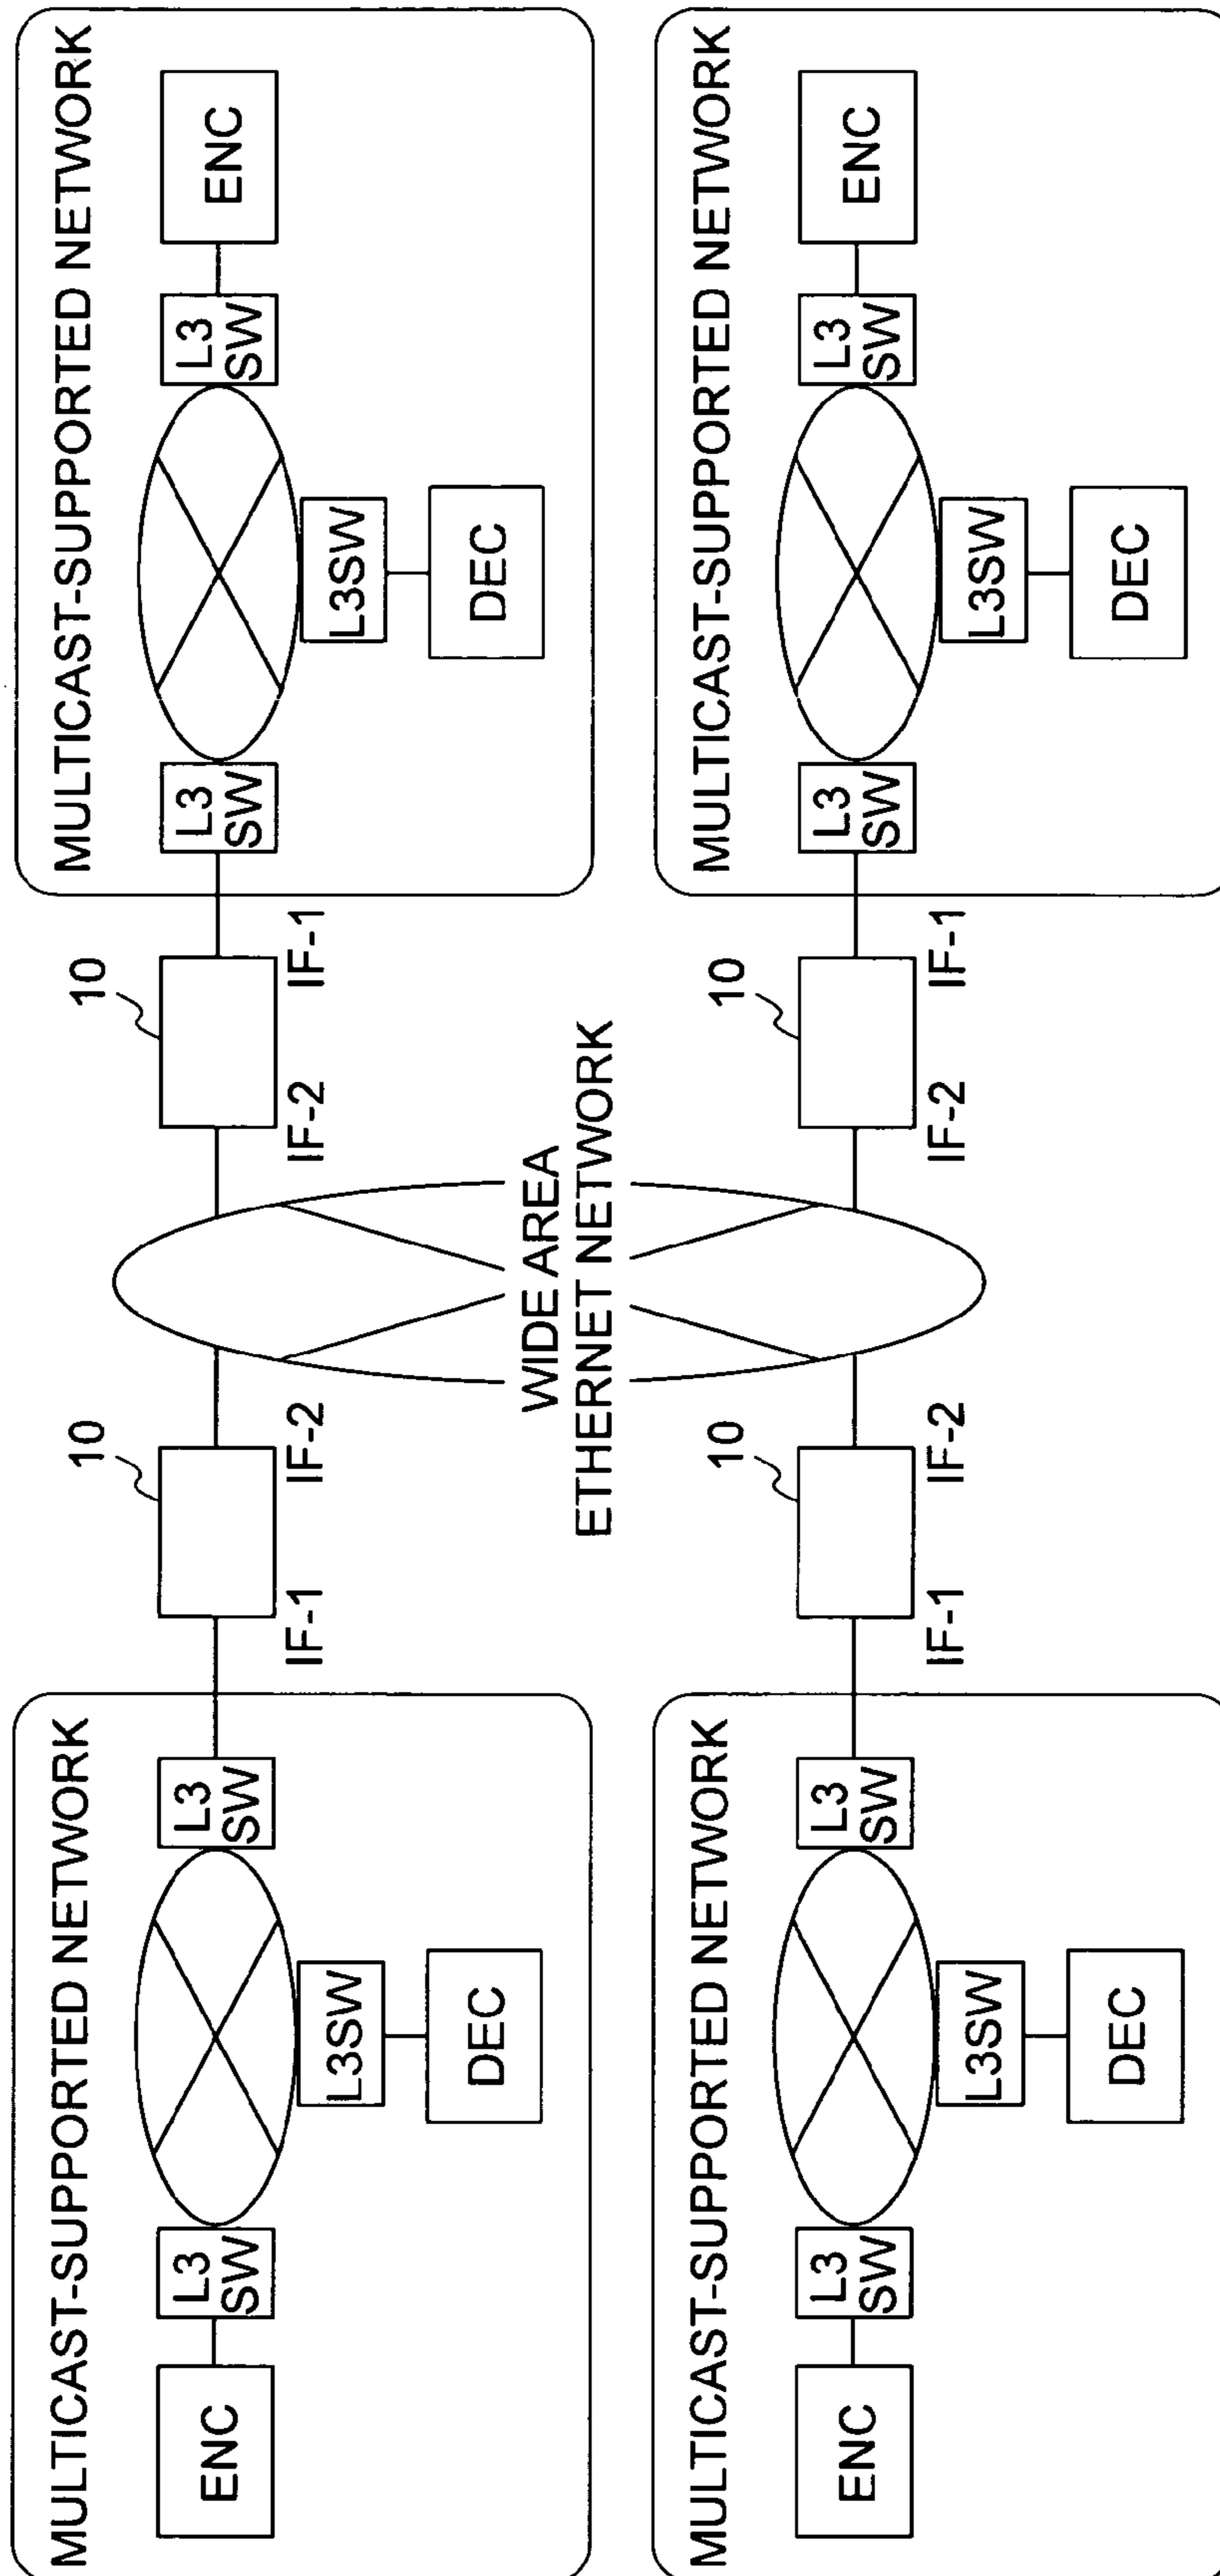 MULTICAST-SUPPORTED NETWORK
ENC
L3
SW
L3SW
DEC
L3
SW
IF-1
10
IF-2
IF-2
10
IF-1
MULTICAST-SUPPORTED NETWORK
L3
SW
L3SW
DEC
L3
SW
ENC
WIDE AREA
ETHERNET NETWORK
MULTICAST-SUPPORTED NETWORK
ENC
L3
SW
L3SW
DEC
L3
SW
IF-1
10
IF-2
IF-2
10
IF-1
MULTICAST-SUPPORTED NETWORK
L3
SW
L3SW
DEC
L3
SW
ENC